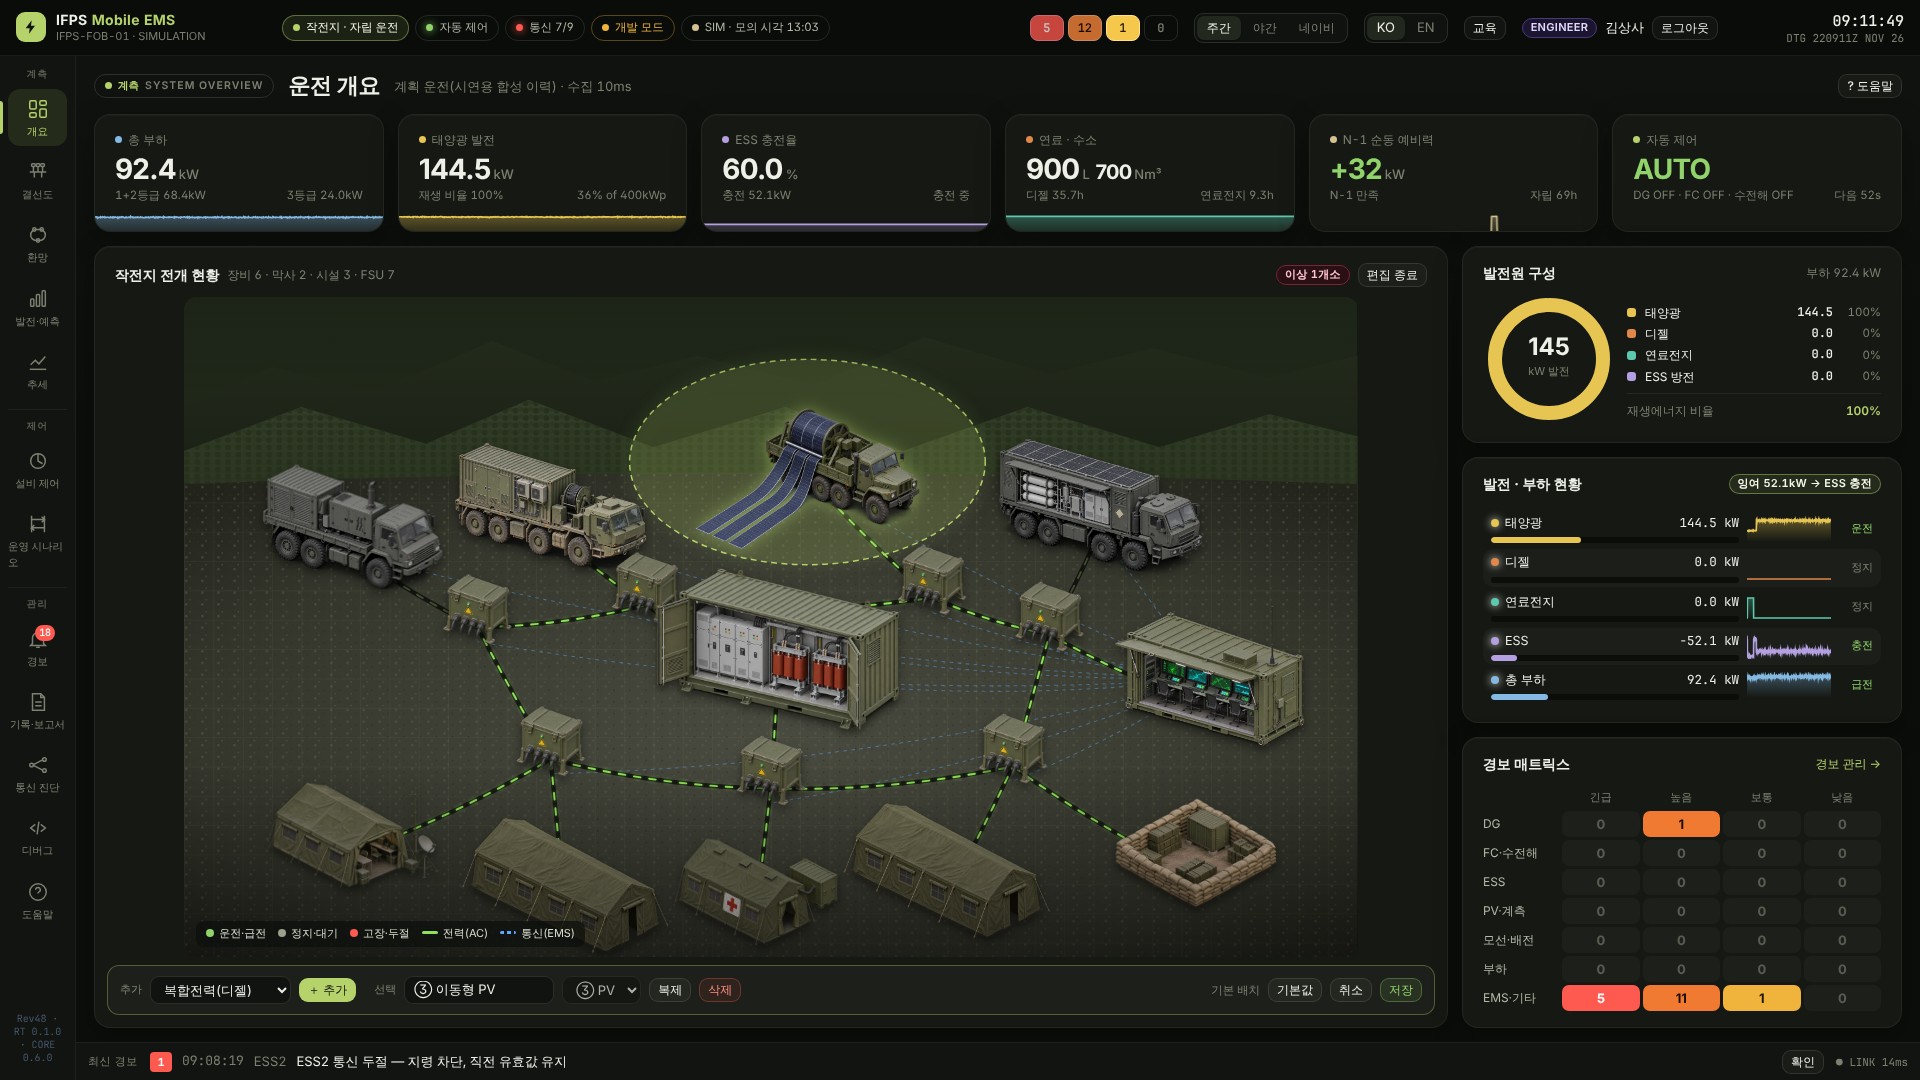 IFPS Mobile EMS
IFPS-FOB-01 · SIMULATION
작전지 · 자립 운전
자동 제어
통신 7/9
개발 모드
SIM · 모의 시각 13:03
5
12
1
0
주간
야간
네이비
KO
EN
교육
ENGINEER
김상사
로그아웃
09:11:49
DTG 220911Z NOV 26
계측
개요
결선도
환망
발전·예측
추세
제어
설비 제어
운영 시나리
오
관리
18
경보
기록·보고서
통신 진단
디버그
도움말
Rev48 ·
RT 0.1.0
· CORE
0.6.0
계측 SYSTEM OVERVIEW
운전 개요
계획 운전(시연용 합성 이력) · 수집 10ms
? 도움말
총 부하
92.4 kW
1+2등급 68.4kW
3등급 24.0kW
태양광 발전
144.5 kW
재생 비율 100%
36% of 400kWp
ESS 충전율
60.0 %
충전 52.1kW
충전 중
연료 · 수소
900 L 700 Nm³
디젤 35.7h
연료전지 9.3h
N-1 순동 예비력
+32 kW
N-1 만족
자립 69h
자동 제어
AUTO
DG OFF · FC OFF · 수전해 OFF
다음 52s
작전지 전개 현황
장비 6 · 막사 2 · 시설 3 · FSU 7
이상 1개소
편집 종료
운전·급전
정지·대기
고장·두절
전력(AC)
통신(EMS)
추가
복합전력(디젤)
+ 추가
선택
③ 이동형 PV
③ PV
복제
삭제
기본 배치
기본값
취소
저장
발전원 구성
부하 92.4 kW
145
kW 발전
태양광 144.5 100%
디젤 0.0 0%
연료전지 0.0 0%
ESS 방전 0.0 0%
재생에너지 비율 100%
발전 · 부하 현황
잉여 52.1kW → ESS 충전
태양광 144.5 kW 운전
디젤 0.0 kW 정지
연료전지 0.0 kW 정지
ESS -52.1 kW 충전
총 부하 92.4 kW 급전
경보 매트릭스
경보 관리 →
긴급 높음 보통 낮음
DG 0 1 0 0
FC·수전해 0 0 0 0
ESS 0 0 0 0
PV·계측 0 0 0 0
모선·배전 0 0 0 0
부하 0 0 0 0
EMS·기타 5 11 1 0
최신 경보
1
09:08:19
ESS2
ESS2 통신 두절 — 지령 차단, 직전 유효값 유지
확인
LINK 14ms